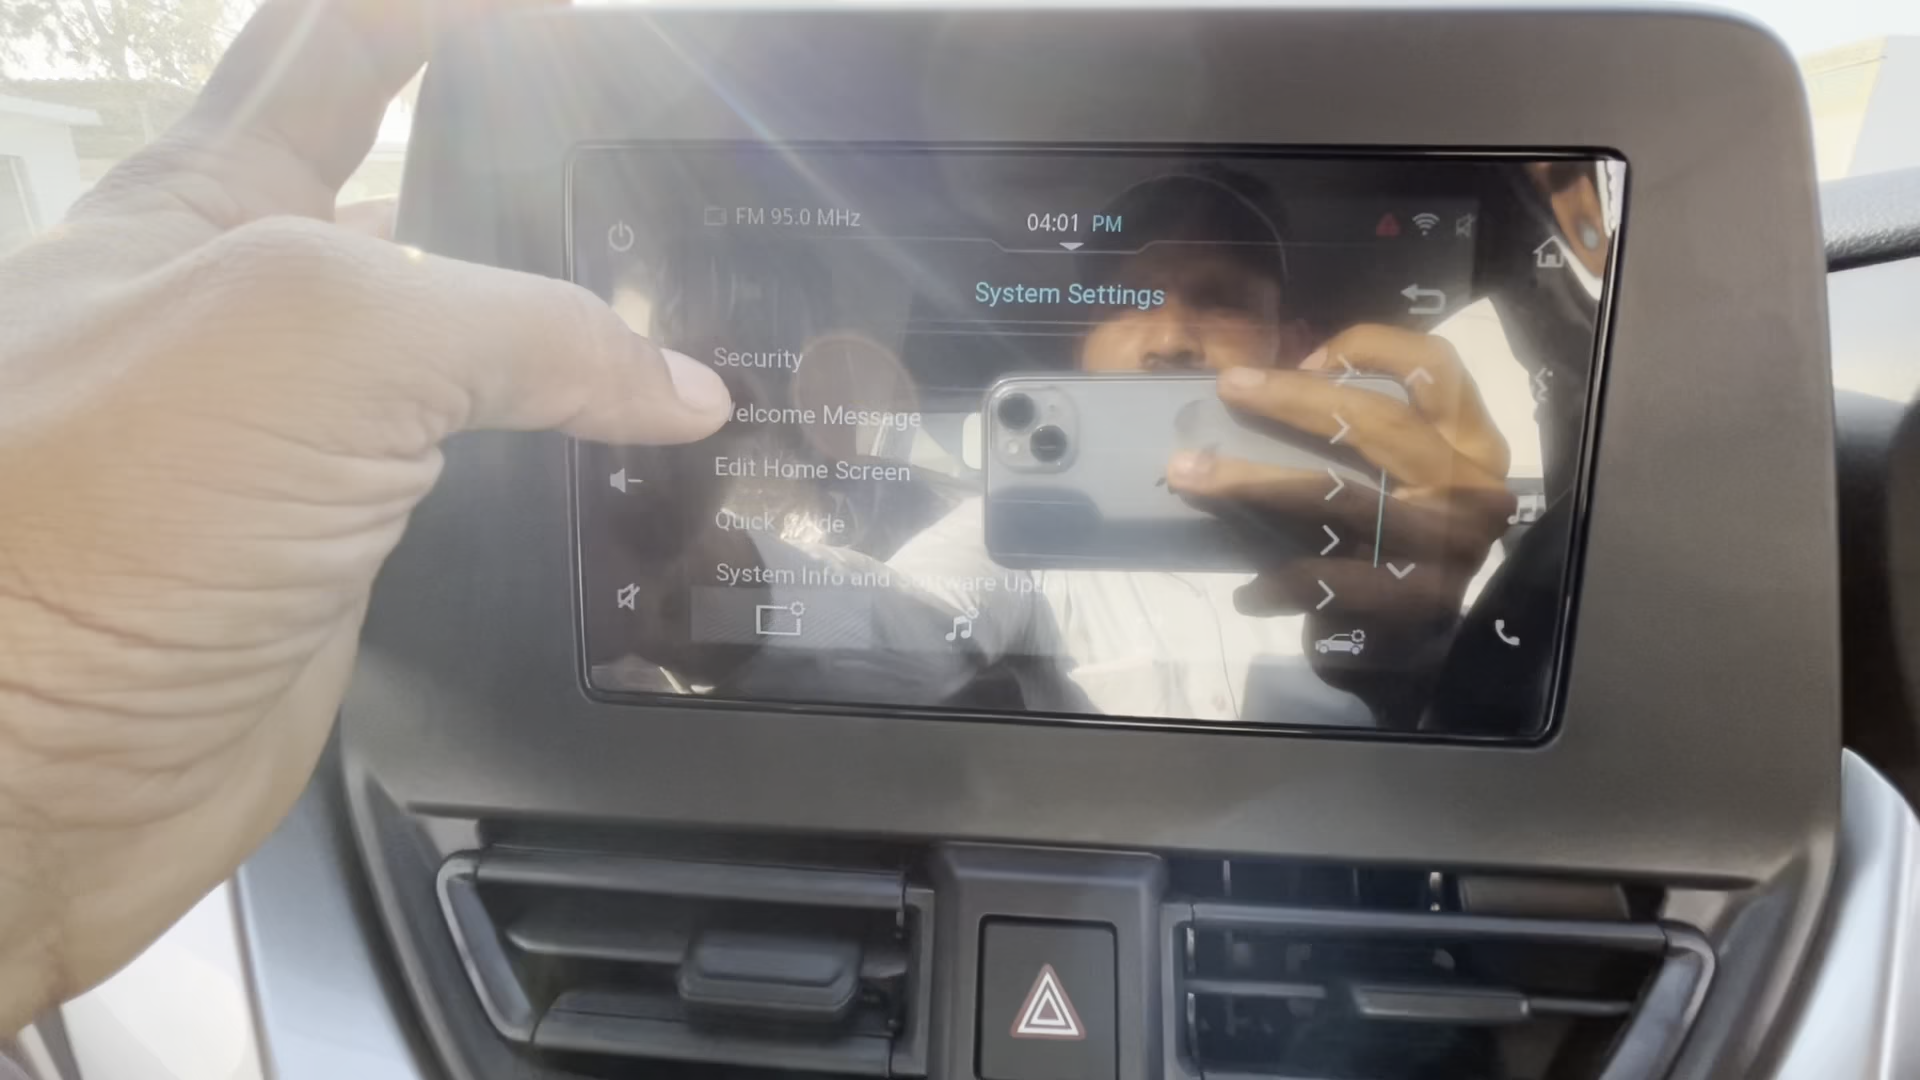 FM 95.0 MHz
04:01 PM
System Settings
Security
Welcome Message
Edit Home Screen
Quick Guide
System Info and Software